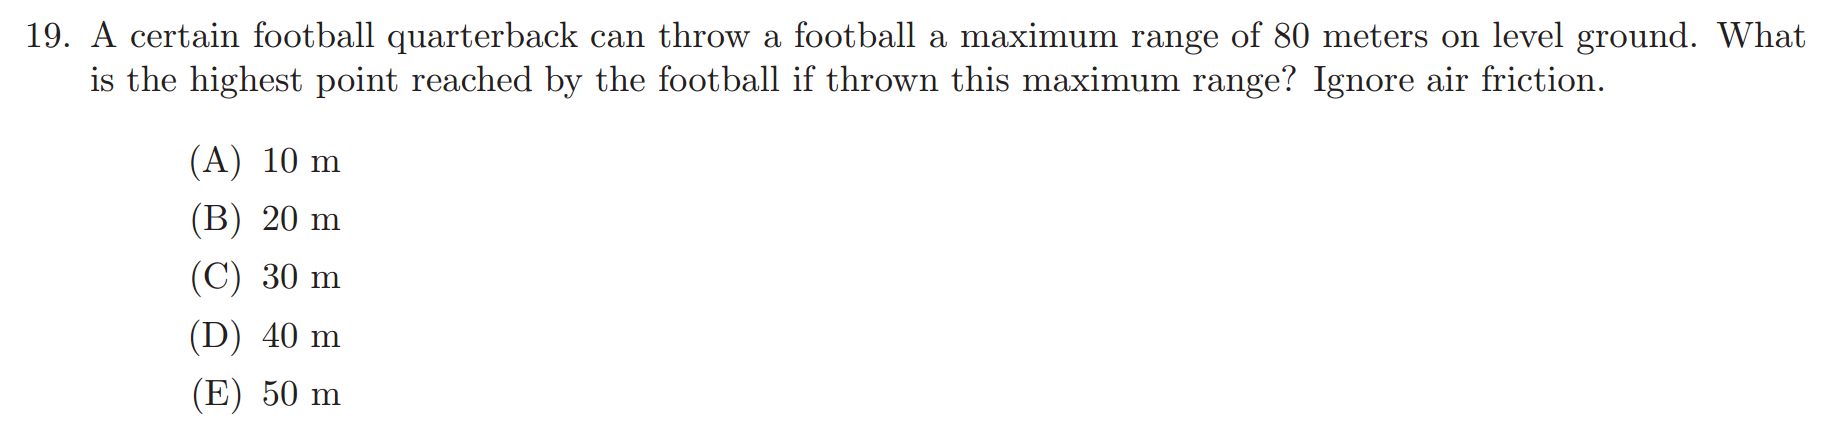 19. A certain football quarterback can throw a football a maximum range of 80 meters on level ground. What
is the highest point reached by the football if thrown this maximum range? Ignore air friction.
(A) 10 m
(B) 20 m
(C) 30 m
(D) 40 m
(E) 50 m